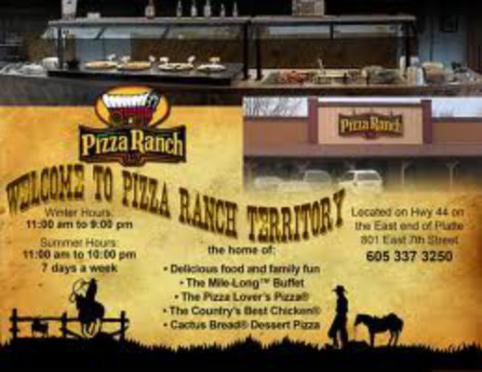 Pizza Ranch
Pizza Ranch
WELCOME TO PIZZA RANCH TERRITORY
Winter Hours:
11:00 am to 9:00 pm
Summer Hours:
11:00 am to 10:00 pm
7 days a week
the home of:
• Delicious food and family fun
• The Mile-Long™ Buffet
• The Pizza Lover's Pizza®
• The Country's Best Chicken®
• Cactus Bread® Dessert Pizza
Located on Hwy 44 on
the East end of Platte
801 East 7th Street
605 337 3250